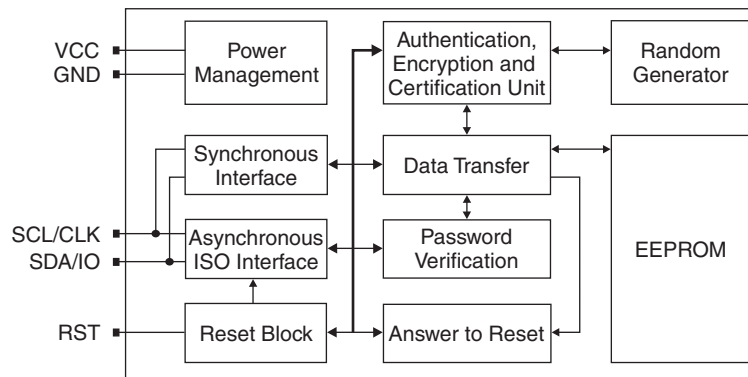 VCC
GND
Power
Management
Authentication,
Encryption and
Certification Unit
Random
Generator
Synchronous
Interface
Data Transfer
EEPROM
SCL/CLK
SDA/IO
Asynchronous
ISO Interface
Password
Verification
RST
Reset Block
Answer to Reset